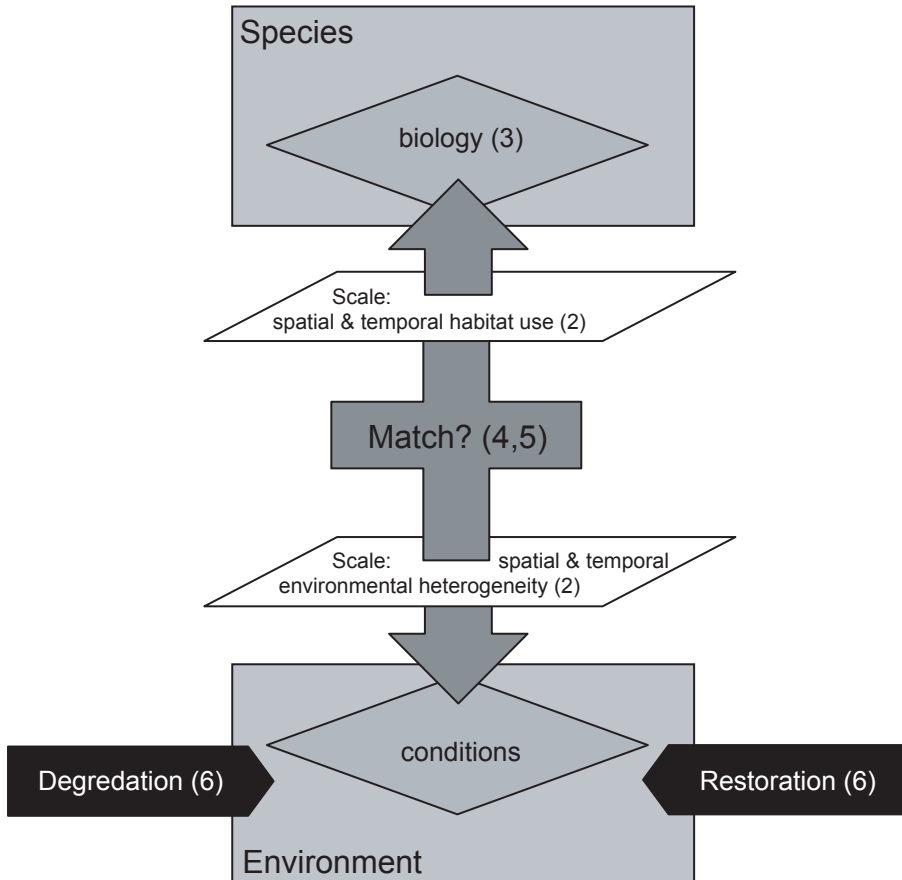 Species
biology (3)
Scale:
spatial & temporal habitat use (2)
Match? (4,5)
Scale: spatial & temporal
environmental heterogeneity (2)
conditions
Degredation (6)
Restoration (6)
Environment